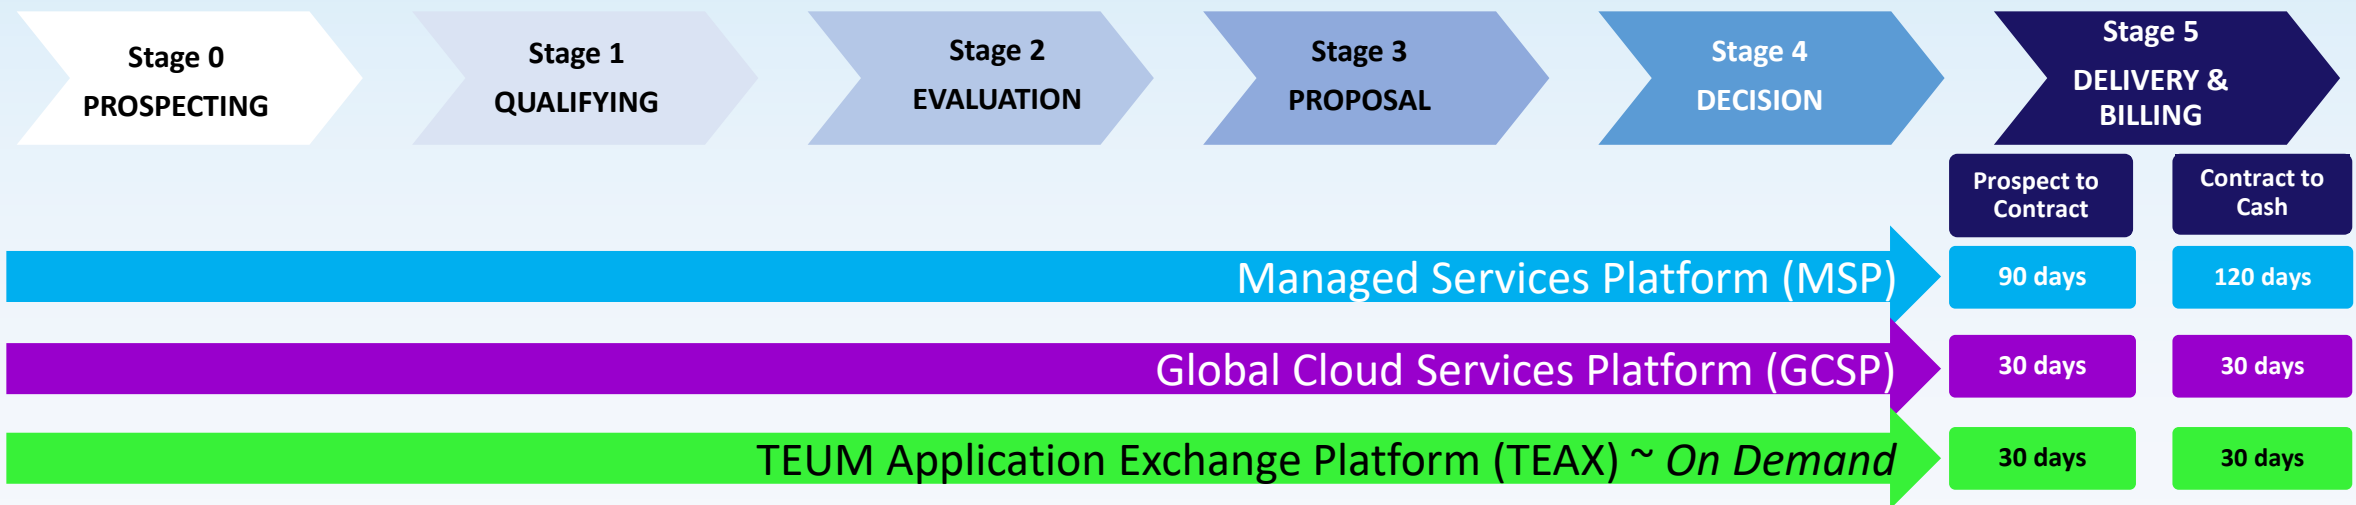 Stage 0
PROSPECTING
Stage 1
QUALIFYING
Stage 2
EVALUATION
Stage 3
PROPOSAL
Stage 4
DECISION
Stage 5
DELIVERY &
BILLING
Prospect to
Contract
Contract to
Cash
Managed Services Platform (MSP)
90 days
120 days
Global Cloud Services Platform (GCSP)
30 days
30 days
TEUM Application Exchange Platform (TEAX) ~ On Demand
30 days
30 days